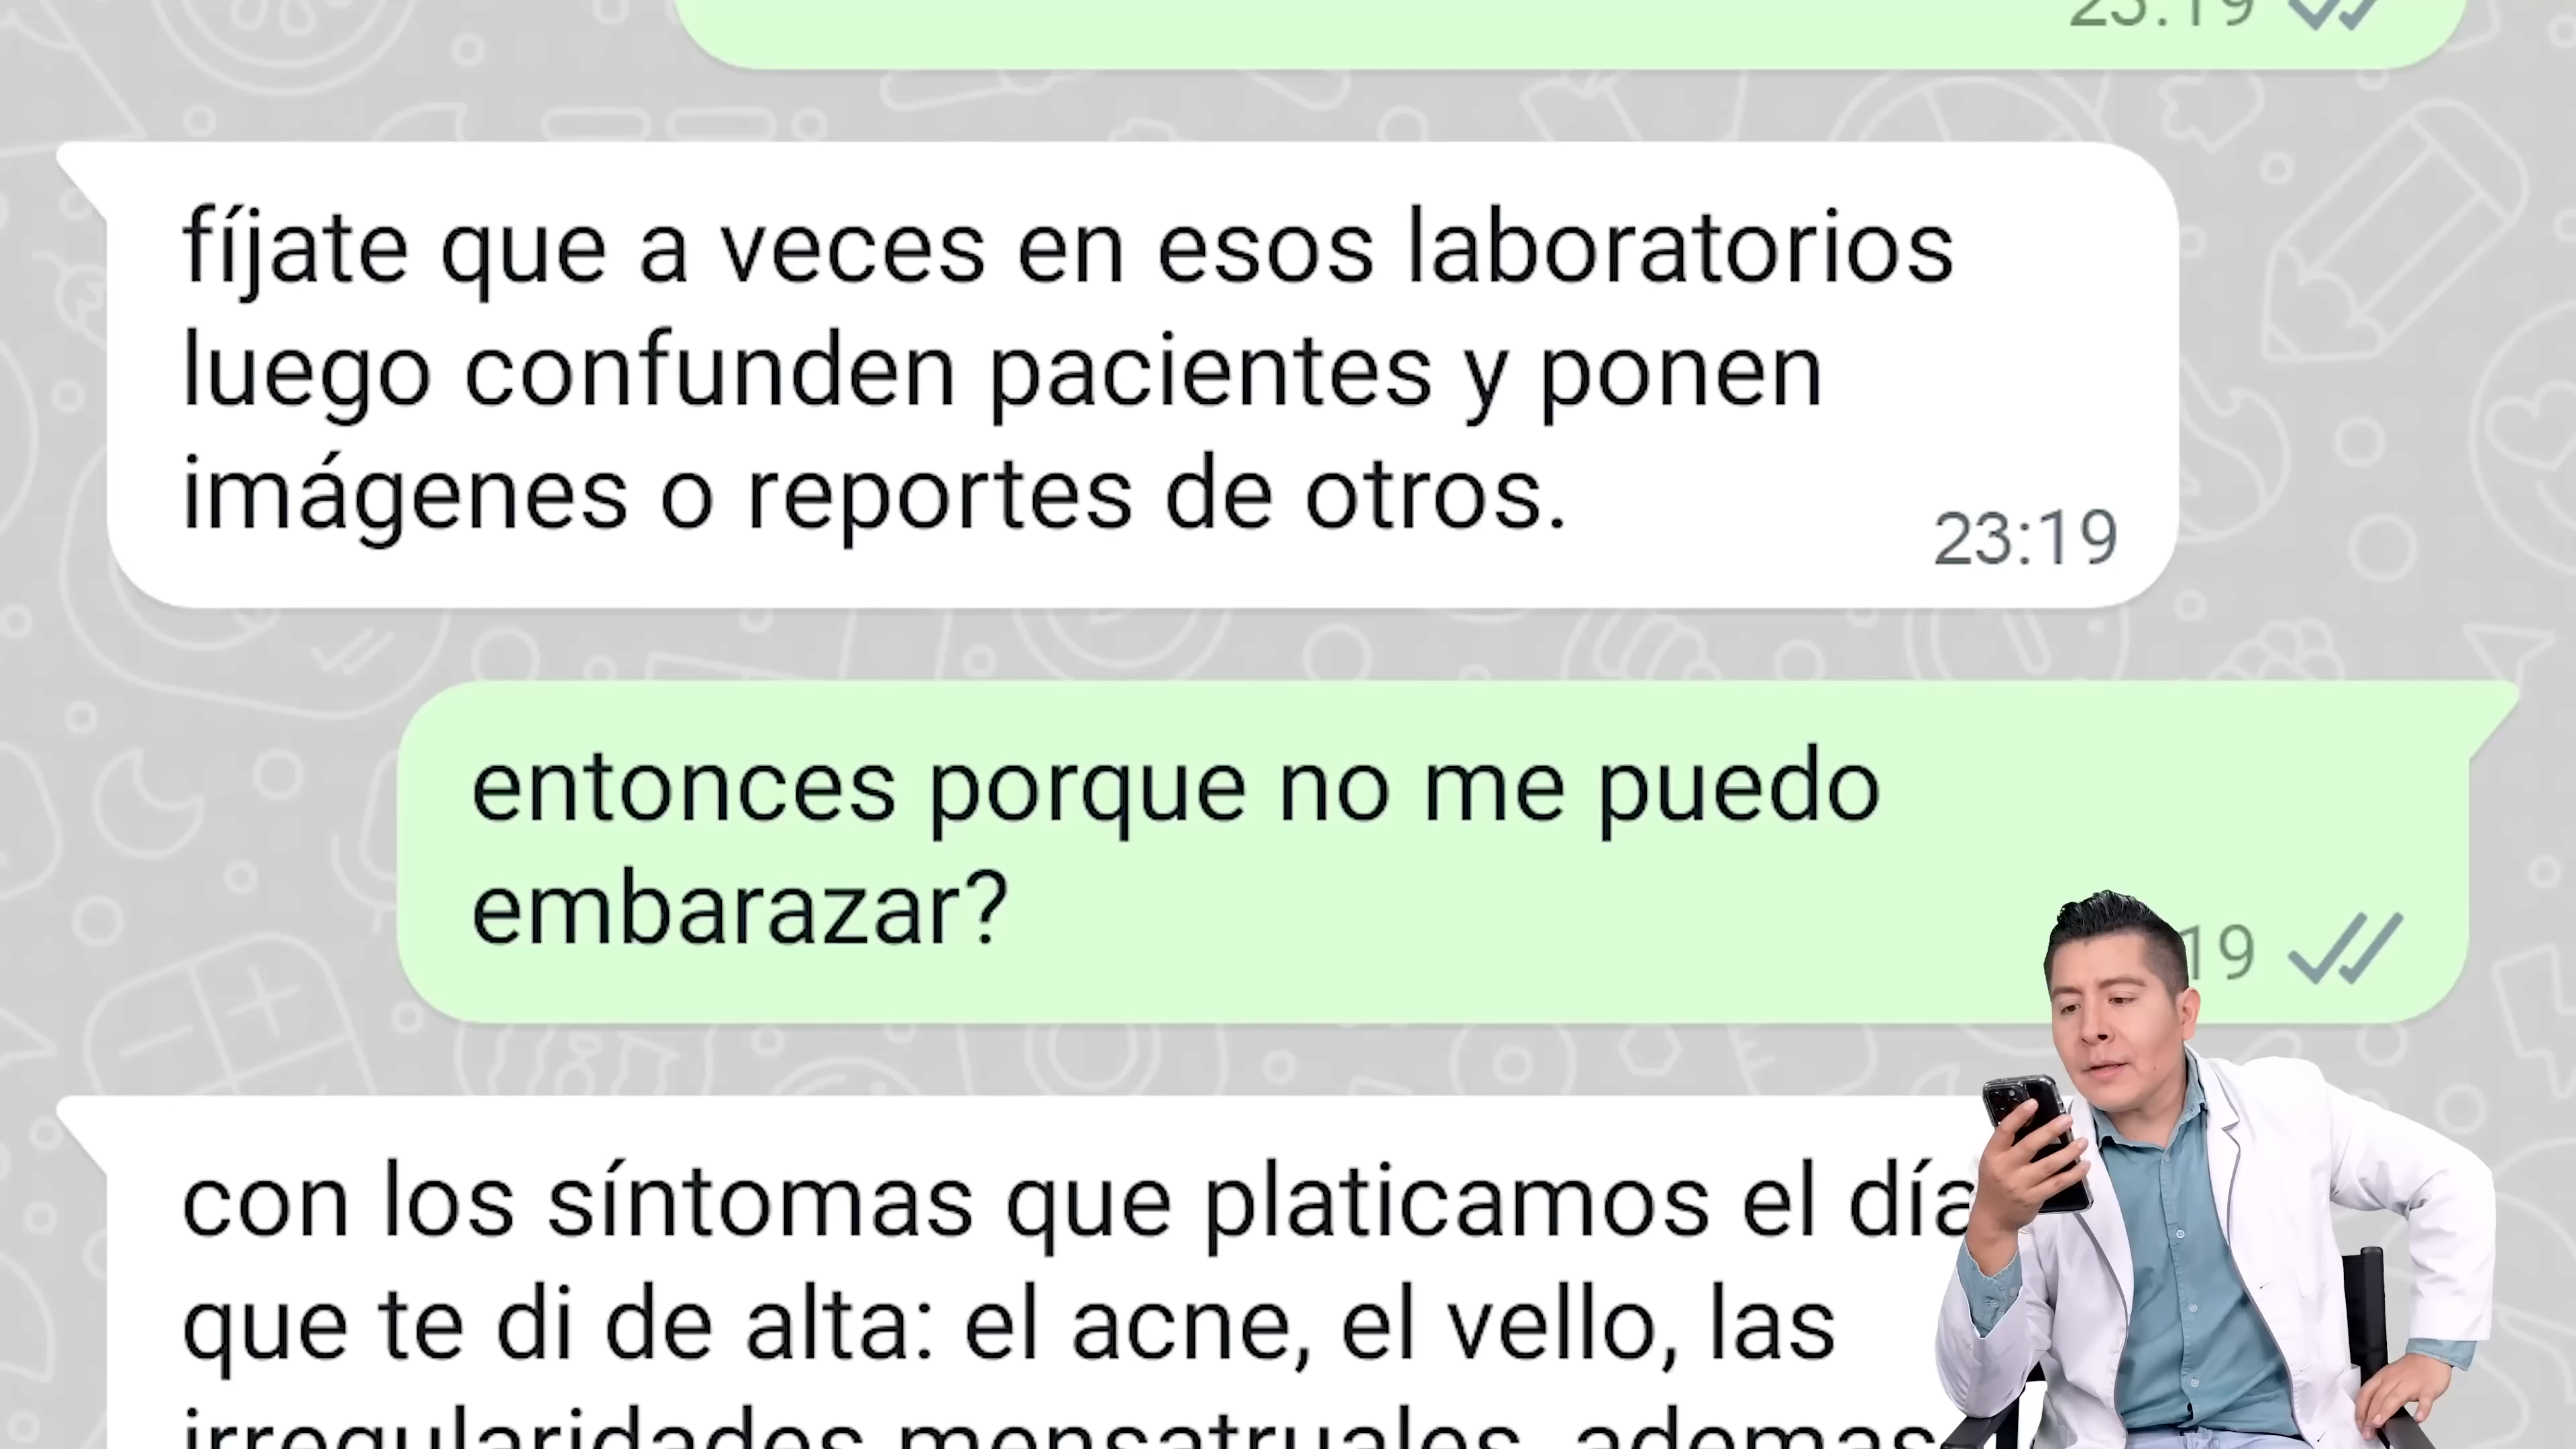 23:19
fíjate que a veces en esos laboratorios
luego confunden pacientes y ponen
imágenes o reportes de otros.
23:19
entonces porque no me puedo
embarazar?
19
con los síntomas que platicamos el día
que te di de alta: el acne, el vello, las
irregularidades mensatruales, ademas